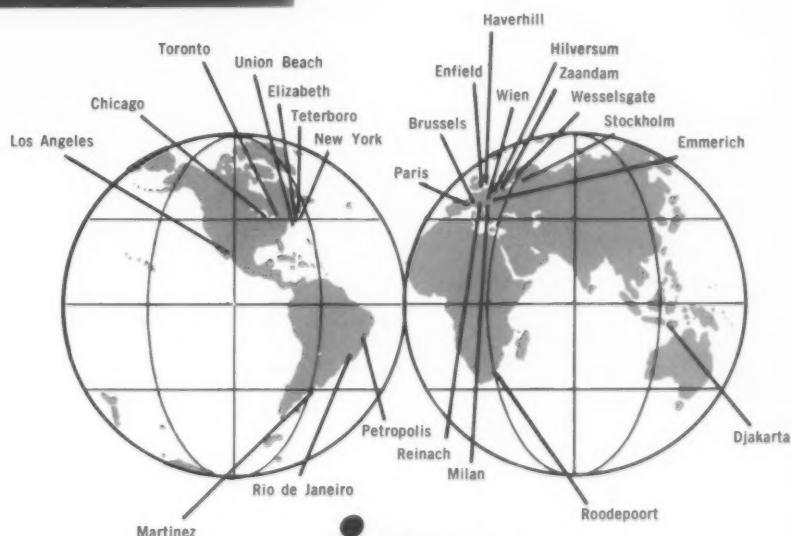 Haverhill
Toronto
Union Beach
Hilversum
Enfield
Zaandam
Elizabeth
Wien
Wesselsgate
Chicago
Teterboro
Brussels
Stockholm
Los Angeles
New York
Emmerich
Paris
Petropolis
Djakarta
Reinach
Milan
Rio de Janeiro
Roodepoort
Martinez